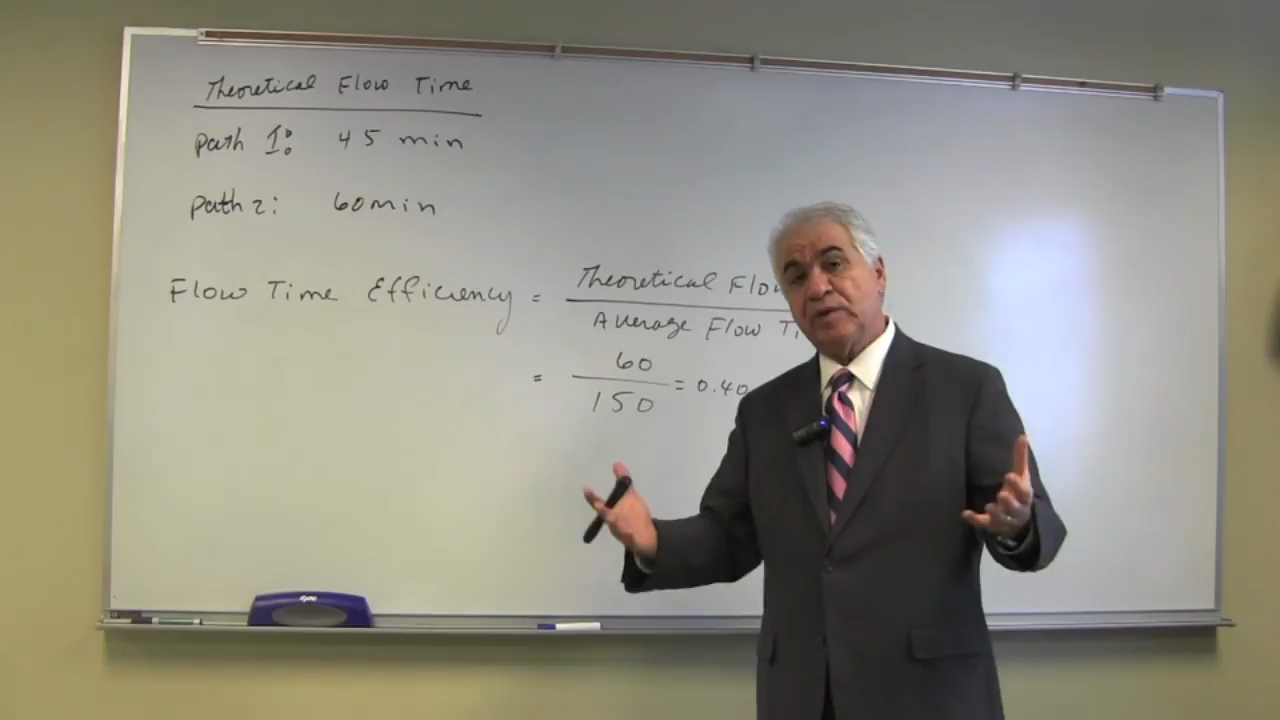 Theoretical Flow Time
path 1: 45 min
path 2: 60 min
Flow Time Efficiency = Theoretical Flo
Average Flow Ti
= 60
150
= 0.40